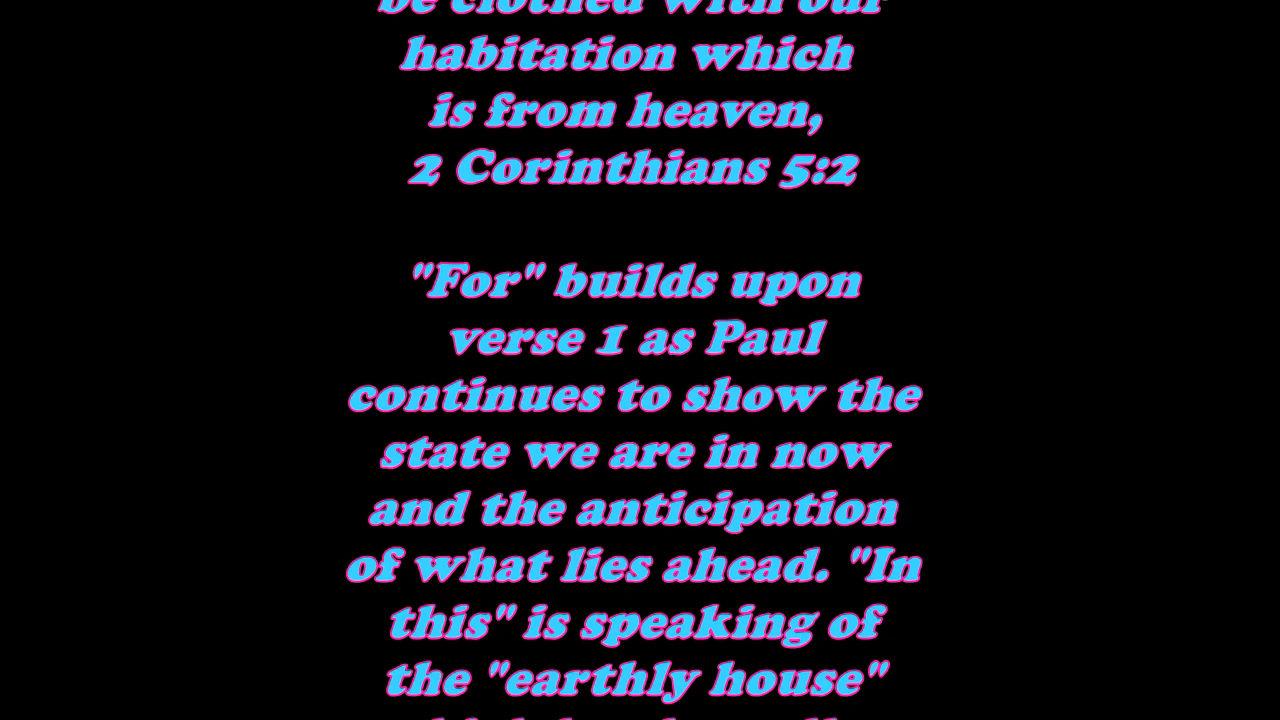 be clothed with our
habitation which
is from heaven,
2 Corinthians 5:2
"For" builds upon
verse 1 as Paul
continues to show the
state we are in now
and the anticipation
of what lies ahead. "In
this" is speaking of
the "earthly house"